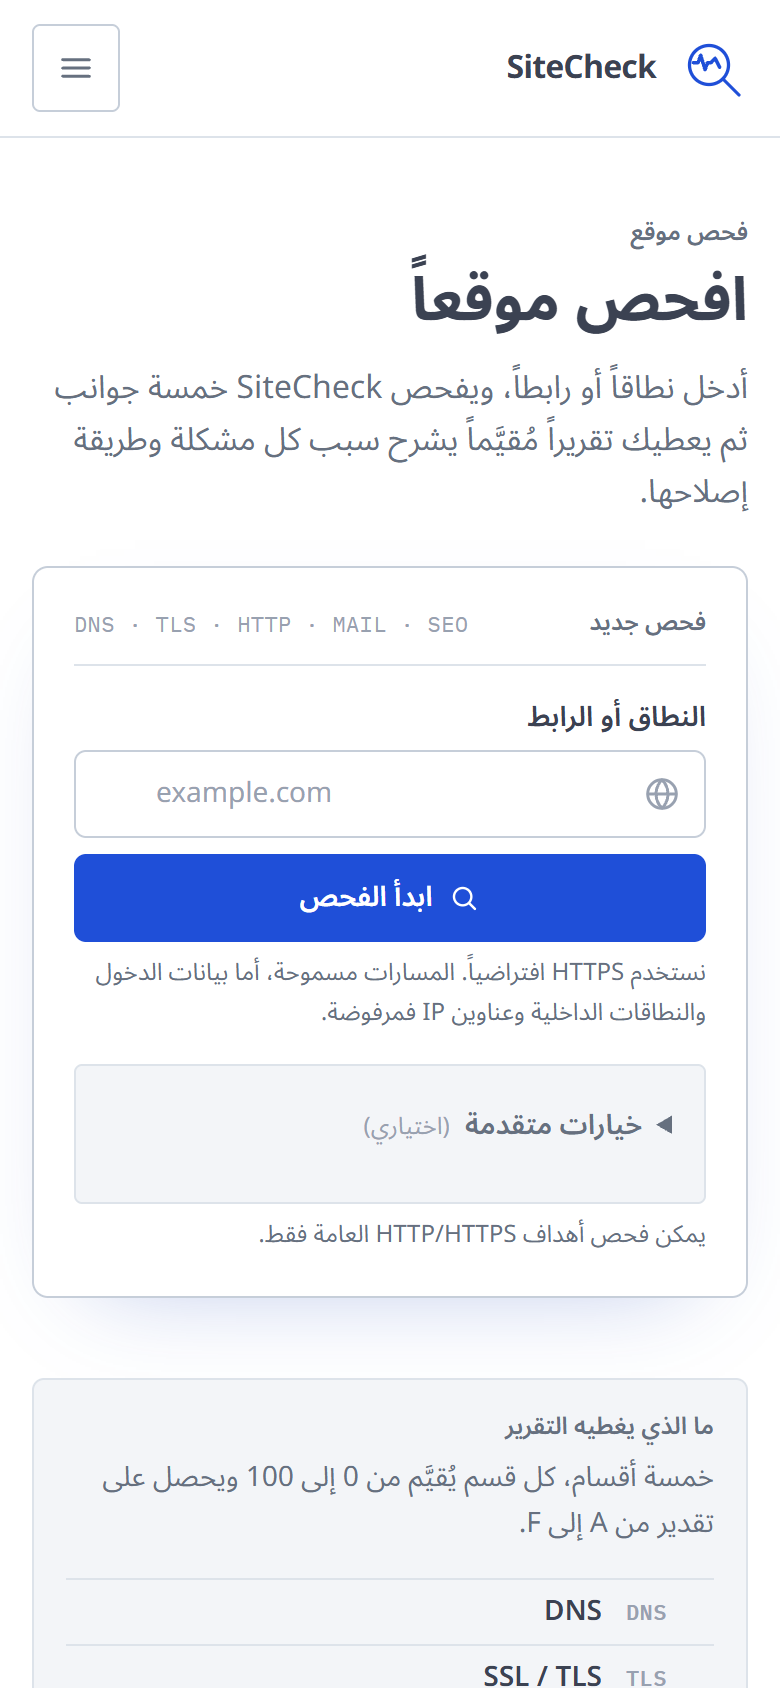 SiteCheck
فحص موقع
افحص موقعاً
أدخل نطاقاً أو رابطاً، ويفحص SiteCheck خمسة جوانب
ثم يعطيك تقريراً مُقيَّماً يشرح سبب كل مشكلة وطريقة
إصلاحها.
فحص جديد DNS · TLS · HTTP · MAIL · SEO
النطاق أو الرابط
example.com
ابدأ الفحص
نستخدم HTTPS افتراضياً. المسارات مسموحة، أما بيانات الدخول
والنطاقات الداخلية وعناوين IP فمرفوضة.
خيارات متقدمة (اختياري)
يمكن فحص أهداف HTTP/HTTPS العامة فقط.
ما الذي يغطيه التقرير
خمسة أقسام، كل قسم يُقيَّم من 0 إلى 100 ويحصل على
تقدير من A إلى F.
DNS DNS
TLS SSL / TLS